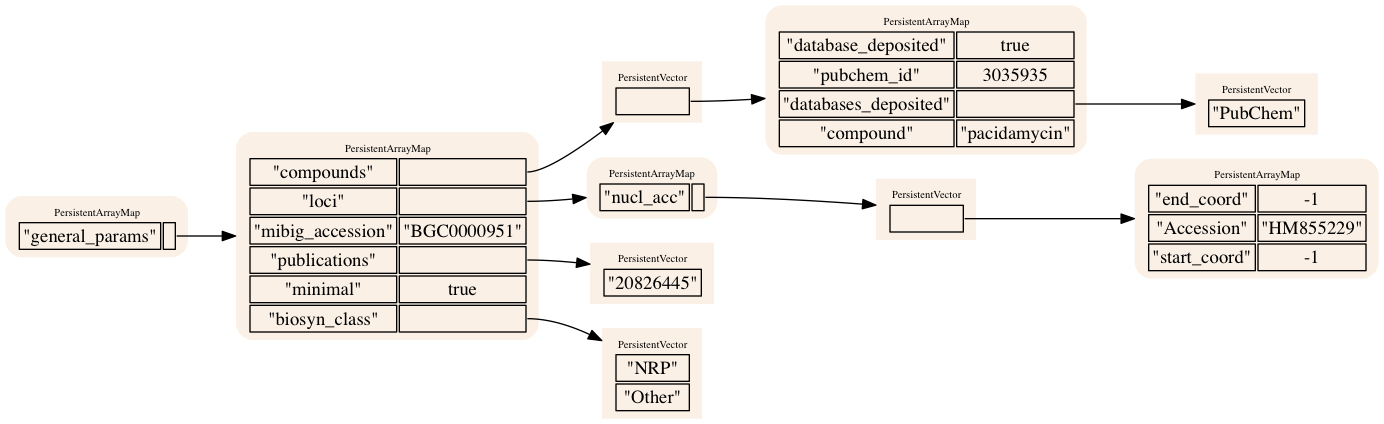 PersistentArrayMap
"general_params"
PersistentArrayMap
"compounds"
"loci"
"mibig_accession" "BGC0000951"
"publications"
"minimal" true
"biosyn_class"
PersistentVector
PersistentArrayMap
"database_deposited" true
"pubchem_id" 3035935
"databases_deposited"
"compound" "pacidamycin"
PersistentVector
"PubChem"
PersistentArrayMap
"nucl_acc"
PersistentVector
PersistentArrayMap
"end_coord" -1
"Accession" "HM855229"
"start_coord" -1
PersistentVector
"20826445"
PersistentVector
"NRP"
"Other"